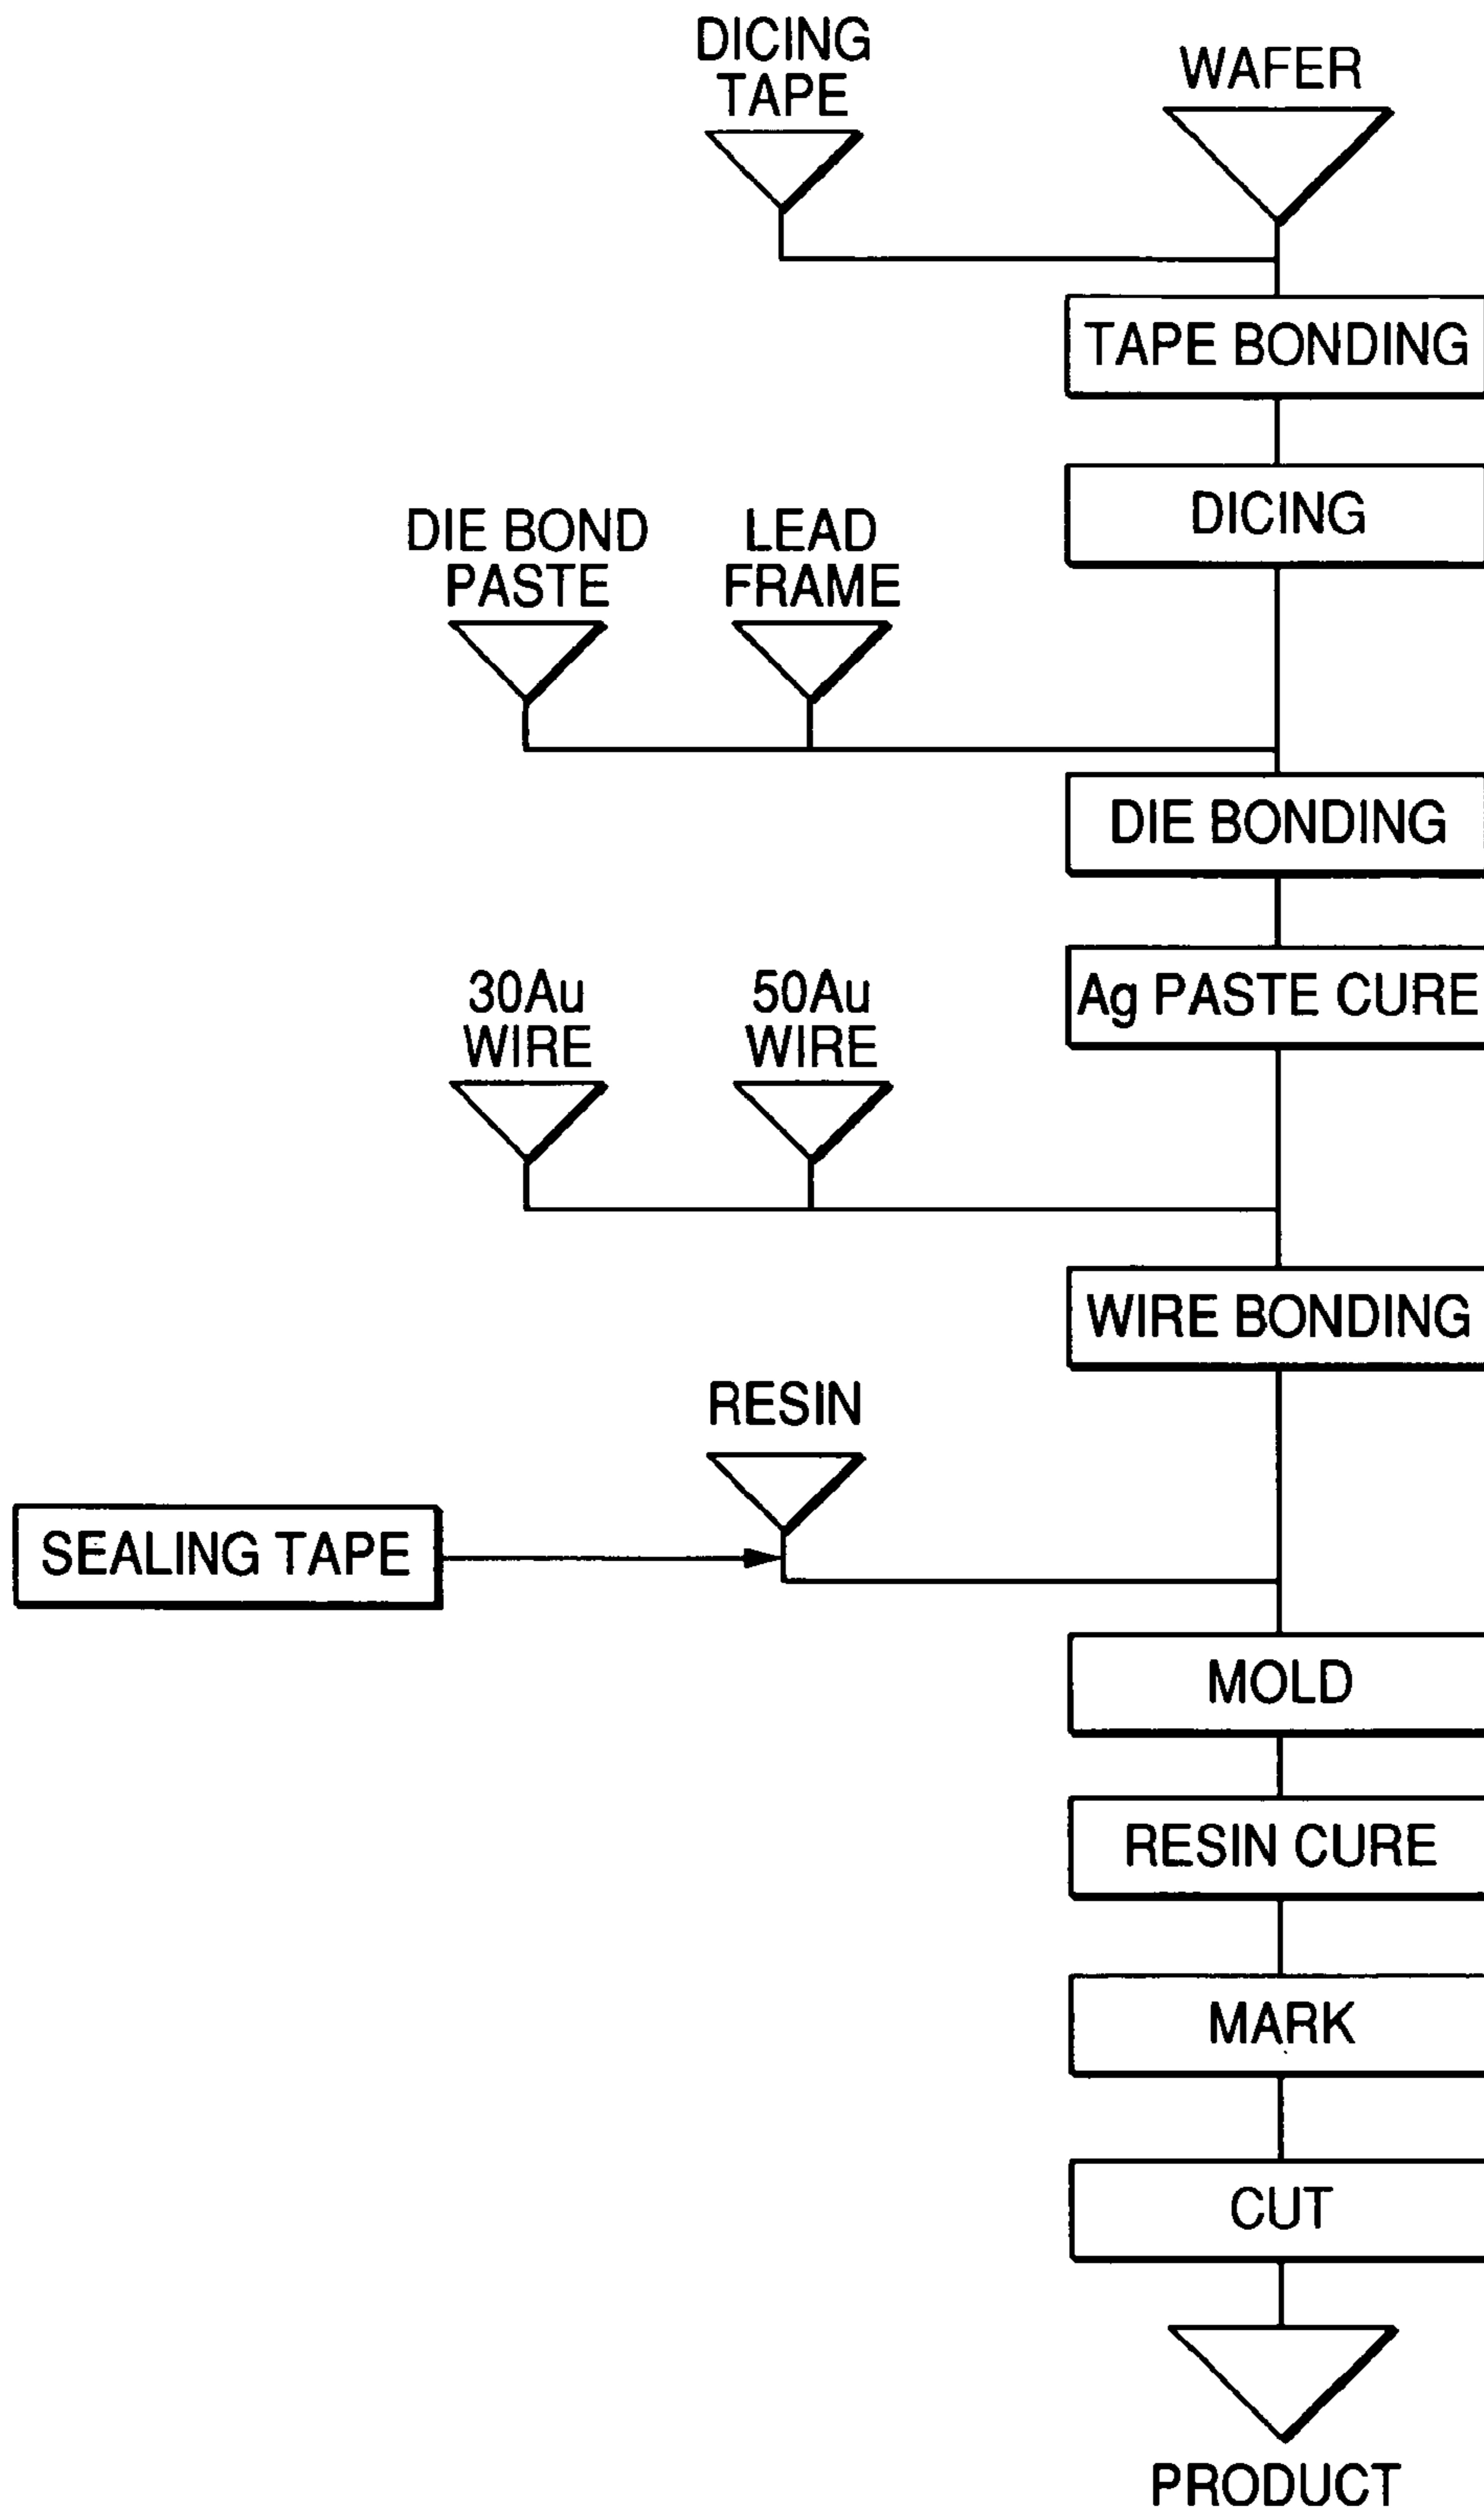 DICING
TAPE
WAFER
TAPE BONDING
DICING
DIE BOND
PASTE
LEAD
FRAME
DIE BONDING
Ag PASTE CURE
30Au
WIRE
50Au
WIRE
WIRE BONDING
RESIN
SEALING TAPE
MOLD
RESIN CURE
MARK
CUT
PRODUCT